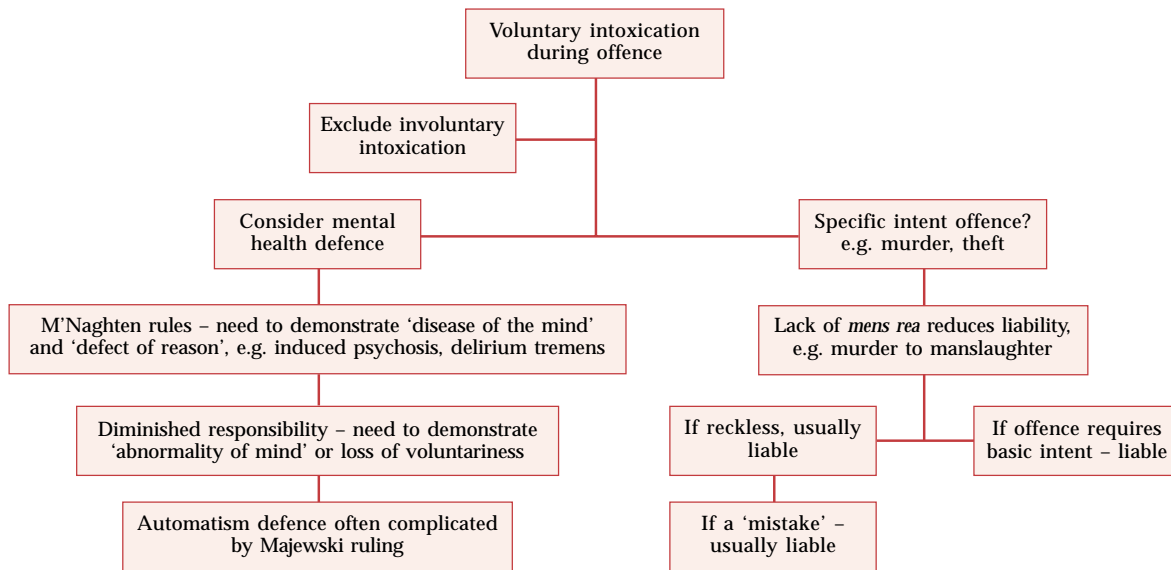 Voluntary intoxication
during offence
Exclude involuntary
intoxication
Consider mental
health defence
Specific intent offence?
e.g. murder, theft
M'Naghten rules – need to demonstrate ‘disease of the mind’
and ‘defect of reason’, e.g. induced psychosis, delirium tremens
Lack of mens rea reduces liability,
e.g. murder to manslaughter
Diminished responsibility – need to demonstrate
‘abnormality of mind’ or loss of voluntariness
If reckless, usually
liable
If offence requires
basic intent – liable
Automatism defence often complicated
by Majewski ruling
If a ‘mistake’ –
usually liable